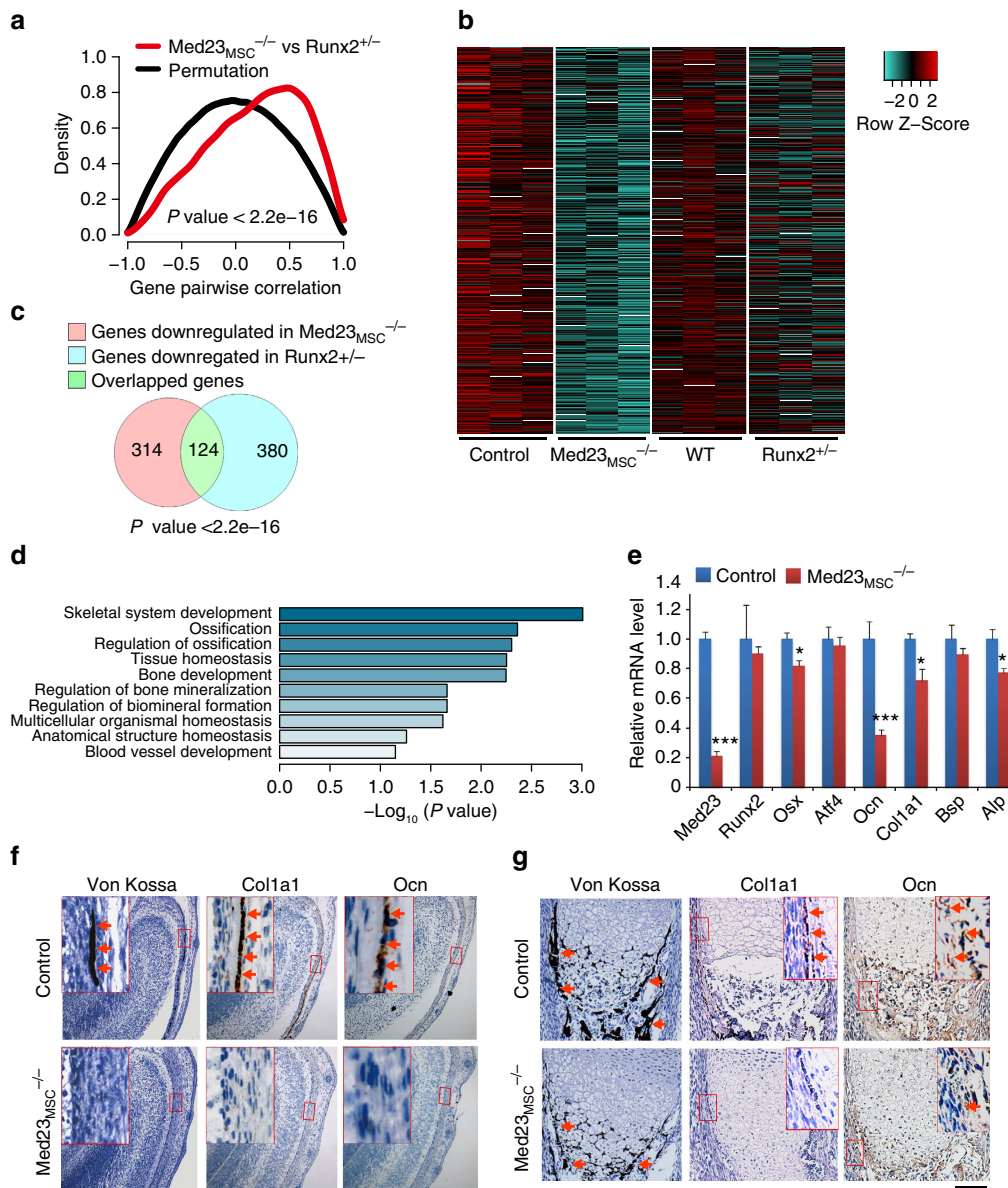 a
Med23MSC−/− vs Runx2+/−
Permutation
1.0
0.8
0.6
0.4
0.2
0.0
Density
P value < 2.2e−16
−1.0
−0.5
0.0
0.5
1.0
Gene pairwise correlation
b
−2 0 2
Row Z−Score
Control
Med23MSC−/−
WT
Runx2+/−
c
Genes downregulated in Med23MSC−/−
Genes downregated in Runx2+/−
Overlapped genes
314
124
380
P value <2.2e−16
d
Skeletal system development
Ossification
Regulation of ossification
Tissue homeostasis
Bone development
Regulation of bone mineralization
Regulation of biomineral formation
Multicellular organismal homeostasis
Anatomical structure homeostasis
Blood vessel development
0.0
0.5
1.0
1.5
2.0
2.5
3.0
−Log10 (P value)
e
Control
Med23MSC−/−
1.4
1.2
1.0
0.8
0.6
0.4
0.2
0
Relative mRNA level
***
*
***
*
*
Med23
Runx2
Osx
Atf4
Ocn
Col1a1
Bsp
Alp
f
Von Kossa
Col1a1
Ocn
Control
Med23MSC−/−
g
Von Kossa
Col1a1
Ocn
Control
Med23MSC−/−